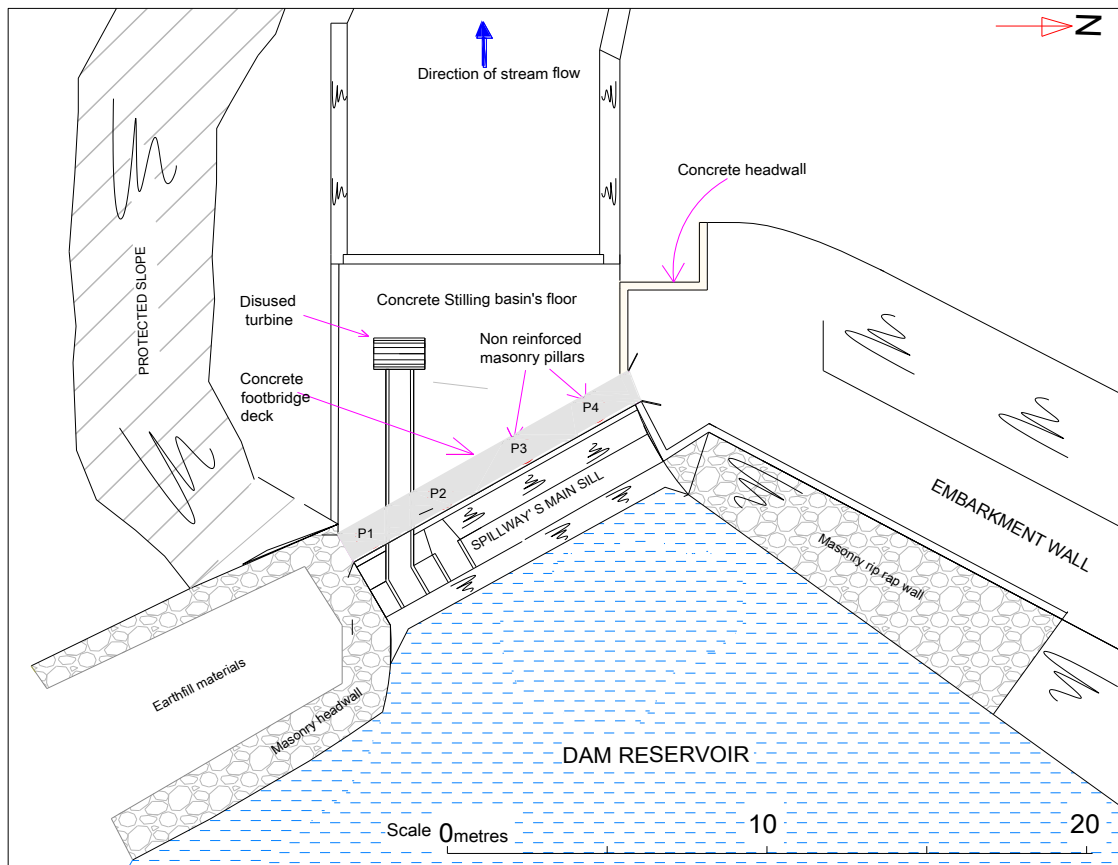 N
Direction of stream flow
Concrete headwall
PROTECTED SLOPE
Disused
turbine
Concrete Stilling basin's floor
Non reinforced
masonry pillars
Concrete
footbridge
deck
P4
P3
P2
P1
SPILLWAY' S MAIN SILL
EMBARKMENT WALL
Masonry rip rap wall
Earthfill materials
Masonry headwall
DAM RESERVOIR
Scale 0 metres 10 20